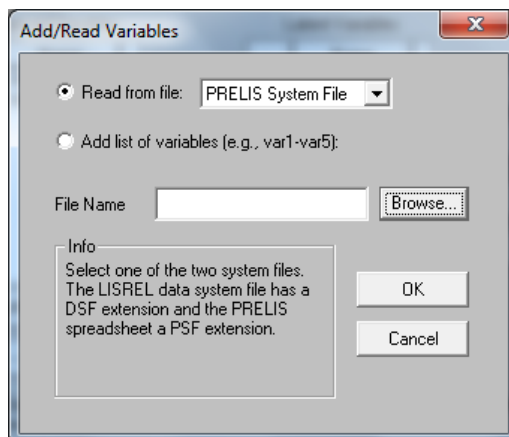 Add/Read Variables
Read from file: PRELIS System File
Add list of variables (e.g., var1-var5):
File Name Browse...
Info
Select one of the two system files.
The LISREL data system file has a
DSF extension and the PRELIS
spreadsheet a PSF extension.
OK
Cancel